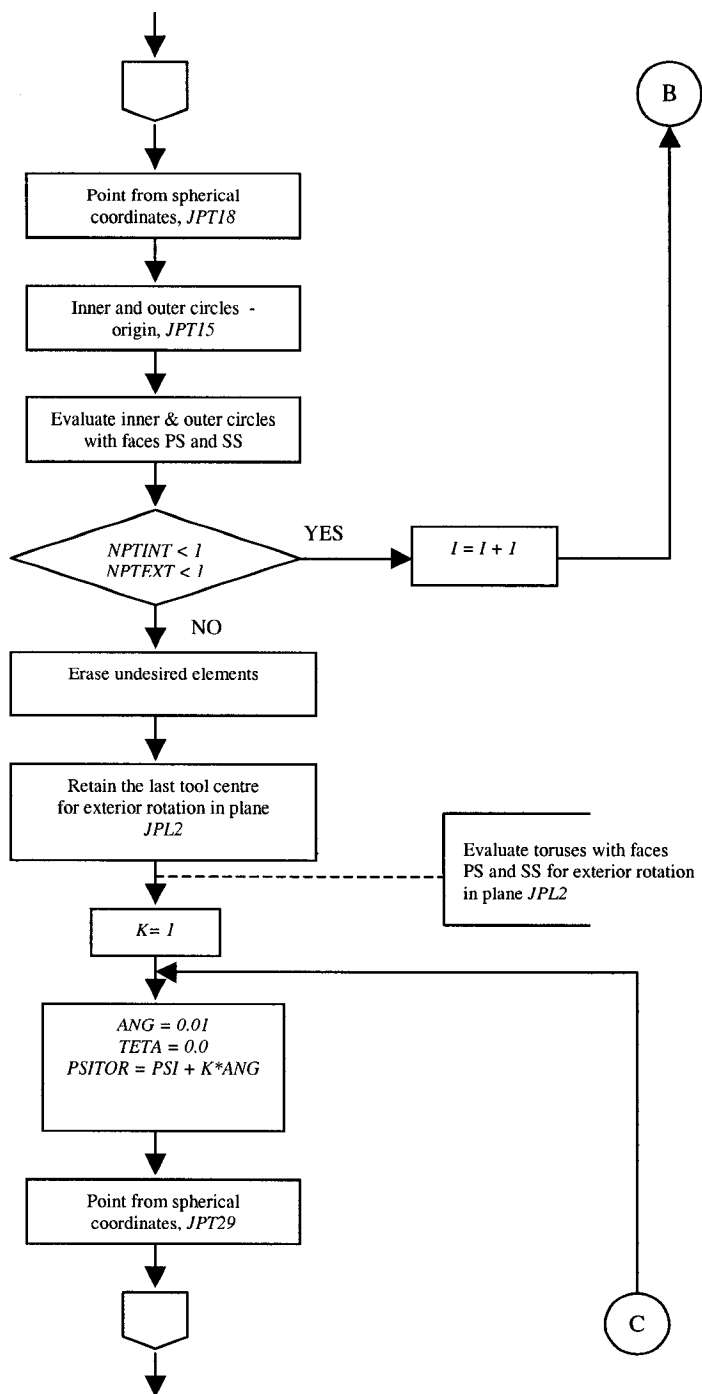 B
Point from spherical
coordinates, JPT18
Inner and outer circles -
origin, JPT15
Evaluate inner & outer circles
with faces PS and SS
NPTINT < 1
NPTEXT < 1
YES
I = I + 1
NO
Erase undesired elements
Retain the last tool centre
for exterior rotation in plane
JPL2
Evaluate toruses with faces
PS and SS for exterior rotation
in plane JPL2
K= 1
ANG = 0.01
TETA = 0.0
PSITOR = PSI + K*ANG
Point from spherical
coordinates, JPT29
C